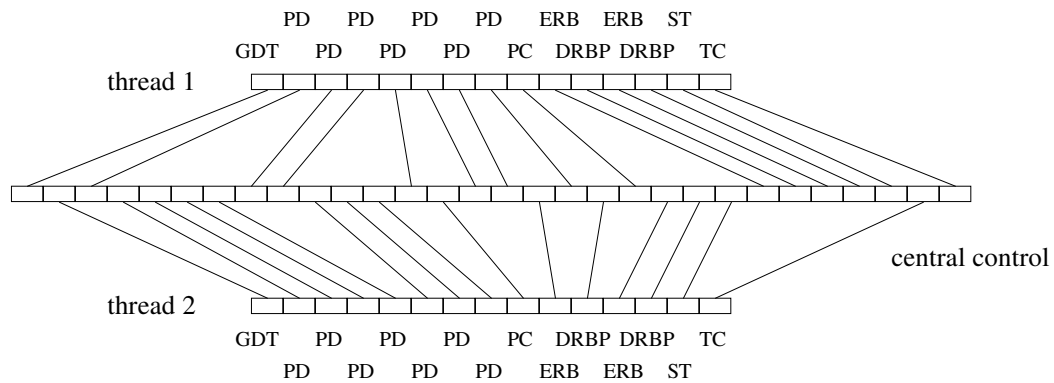 PD PD PD PD ERB ERB ST
GDT PD PD PD PC DRBP DRBP TC
thread 1
central control
thread 2
GDT PD PD PD PC DRBP DRBP TC
PD PD PD PD ERB ERB ST